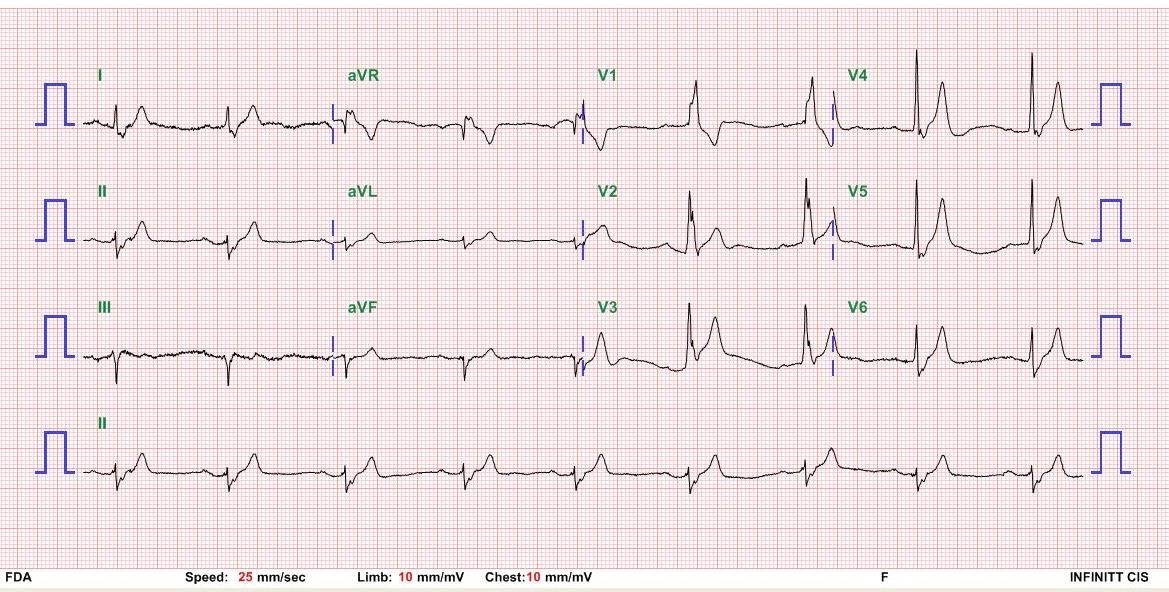 I aVR V1 V4
II aVL V2 V5
III aVF V3 V6
II
FDA Speed: 25 mm/sec Limb: 10 mm/mV Chest:10 mm/mV F INFINITT CIS